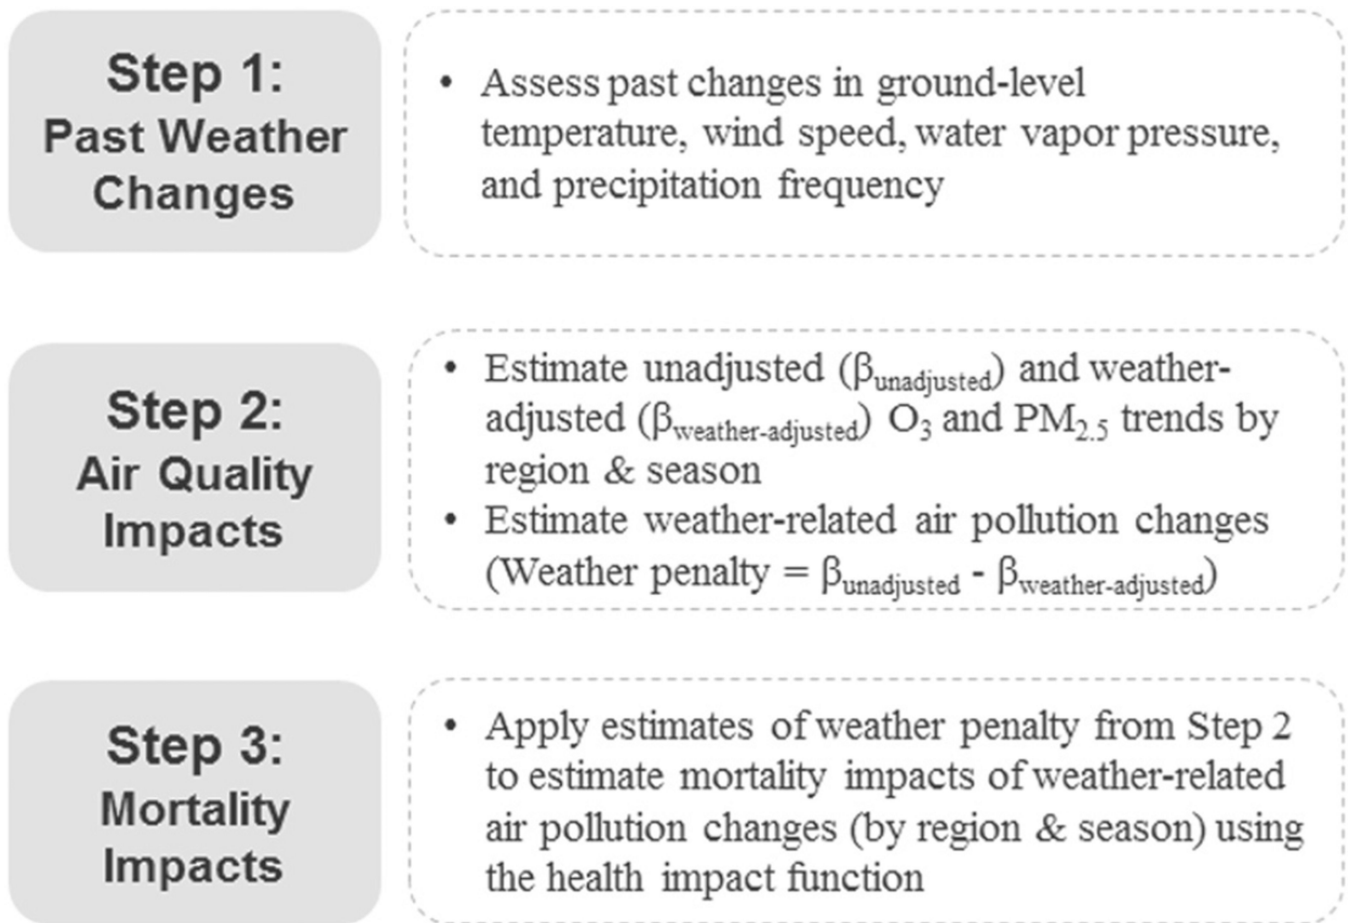 Step 1:
Past Weather
Changes
• Assess past changes in ground-level
temperature, wind speed, water vapor pressure,
and precipitation frequency
Step 2:
Air Quality
Impacts
• Estimate unadjusted (βunadjusted) and weather-
adjusted (βweather-adjusted) O3 and PM2.5 trends by
region & season
• Estimate weather-related air pollution changes
(Weather penalty = βunadjusted - βweather-adjusted)
Step 3:
Mortality
Impacts
• Apply estimates of weather penalty from Step 2
to estimate mortality impacts of weather-related
air pollution changes (by region & season) using
the health impact function